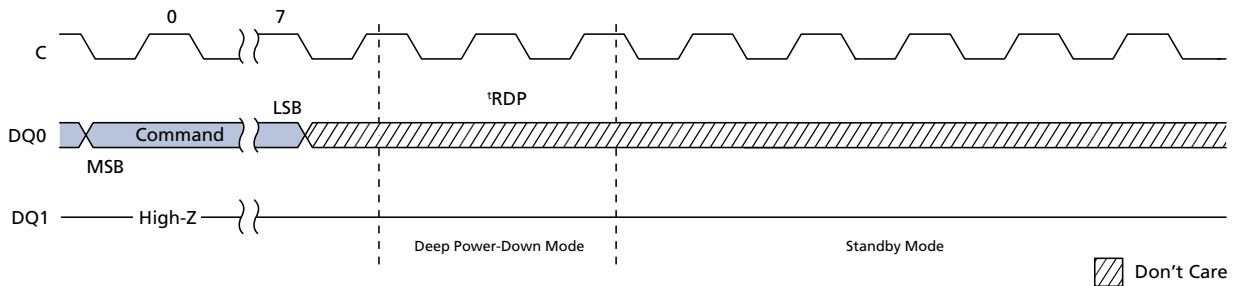 0 7
C
LSB
ᵗRDP
DQ0 Command
MSB
DQ1 High-Z
Deep Power-Down Mode Standby Mode
Don't Care